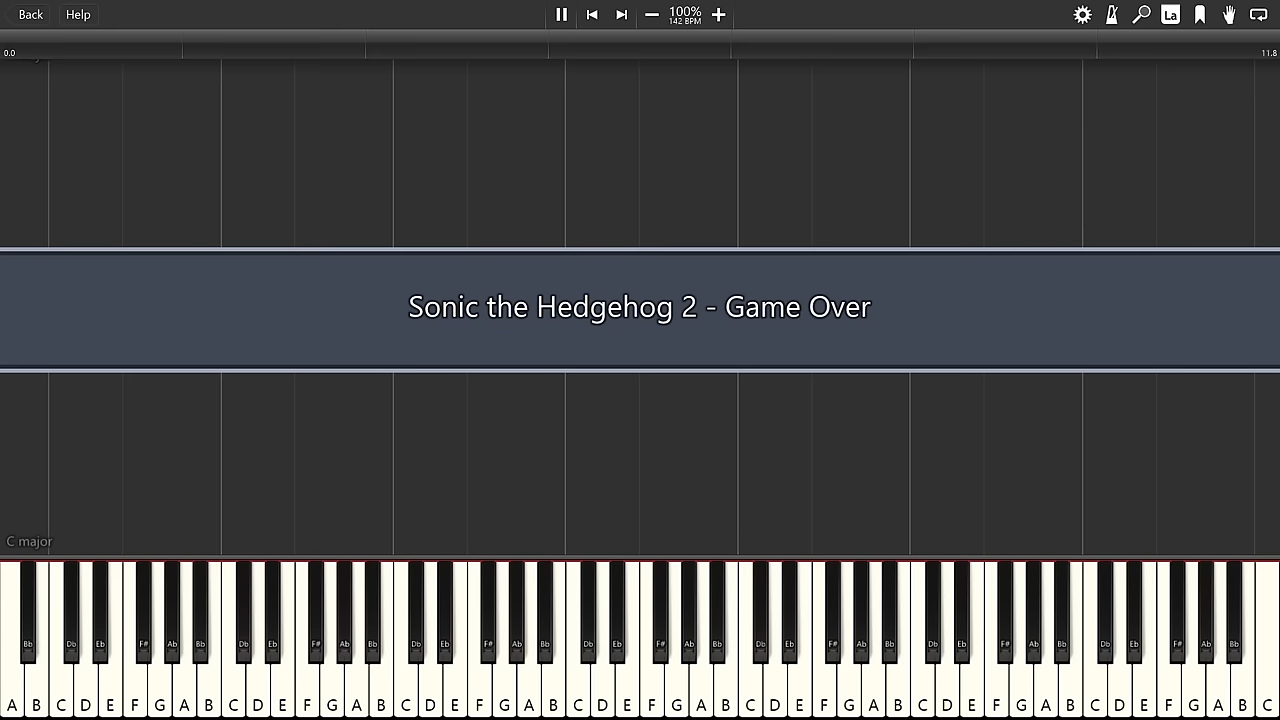 Back Help 100% La
142 BPM
0.0 11.8
Sonic the Hedgehog 2 - Game Over
C major
Bb Db Eb F# Ab Bb Db Eb F# Ab Bb Db Eb F# Ab Bb Db Eb F# Ab Bb Db Eb F# Ab Bb Db Eb F# Ab Bb Db Eb F# Ab Bb
A B C D E F G A B C D E F G A B C D E F G A B C D E F G A B C D E F G A B C D E F G A B C D E F G A B C